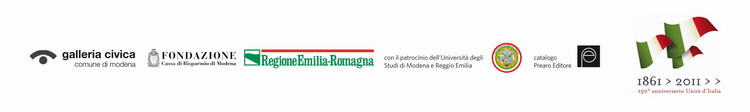 galleria civica
comune di modena
FONDAZIONE
Cassa di Risparmio di Modena
RegioneEmilia-Romagna
con il patrocinio dell'Università degli
Studi di Modena e Reggio Emilia
catalogo
Prearo Editore
1861 > 2011 > >
150° anniversario Unità d'Italia